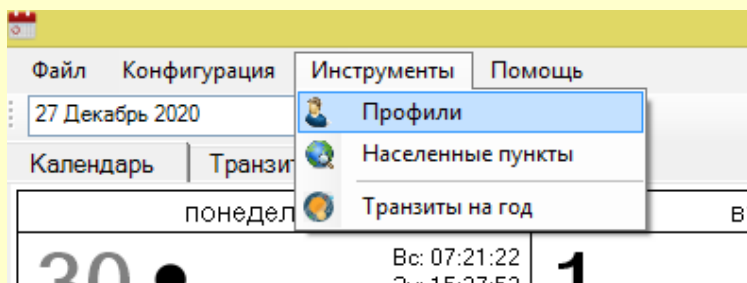 Файл Конфигурация Инструменты Помощь
27 Декабрь 2020
Профили
Населенные пункты
Транзиты на год
Календарь
понедел
30
Вс: 07:21:22
1